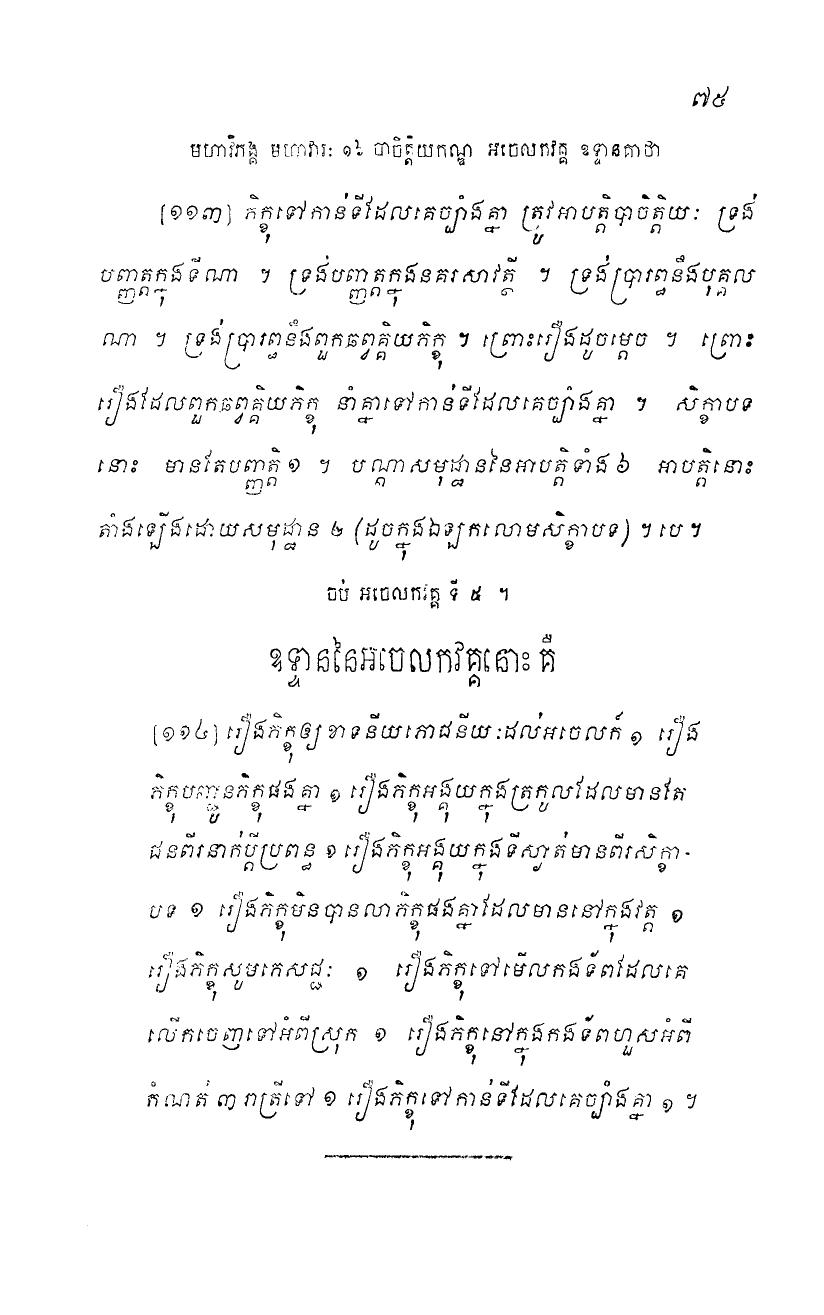 ៧៥
មហាវិភង្គ មហាវារៈ ១៦ បាចិត្តិយកណ្ឌ អចេលកវគ្គ ឧទ្ទានគាថា
[១១៣] ភិក្ខុទៅកាន់ទីដែលគេច្បាំងគ្នា ត្រូវអាបត្តិបាចិត្តិយៈ ទ្រង់
បញ្ញត្តក្នុងទីណា ។ ទ្រង់បញ្ញត្តក្នុងនគរសាវត្ថី ។ ទ្រង់ប្រារព្ធនឹងបុគ្គល
ណា ។ ទ្រង់ប្រារព្ធនឹងពួកឆព្វគ្គិយភិក្ខុ ។ ព្រោះរឿងដូចម្តេច ។ ព្រោះ
រឿងដែលពួកឆព្វគ្គិយភិក្ខុ នាំគ្នាទៅកាន់ទីដែលគេច្បាំងគ្នា ។ សិក្ខាបទ
នោះ មានតែបញ្ញត្តិ ១ ។ បណ្តាសមុដ្ឋាននៃអាបត្តិទាំង ៦ អាបត្តិនោះ
តាំងឡើងដោយសមុដ្ឋាន ២ (ដូចក្នុងឯឡកលោមសិក្ខាបទ) ។ បេ ។
ចប់ អចេលកវគ្គ ទី ៥ ។
ឧទ្ទាននៃអចេលកវគ្គនោះ គឺ
[១១៤] រឿងភិក្ខុឲ្យខាទនីយភោជនីយៈដល់អចេលក៍ ១ រឿង
ភិក្ខុបញ្ជូនភិក្ខុផងគ្នា ១ រឿងភិក្ខុអង្គុយក្នុងត្រកូលដែលមានតែ
ជនពីរនាក់ប្តីប្រពន្ធ ១ រឿងភិក្ខុអង្គុយក្នុងទីស្ងាត់មានពីរសិក្ខា-
បទ ១ រឿងភិក្ខុមិនបានលាភិក្ខុផងគ្នាដែលមាននៅក្នុងវត្ត ១
រឿងភិក្ខុសូមភេសជ្ជៈ ១ រឿងភិក្ខុទៅមើលកងទ័ពដែលគេ
លើកចេញទៅអំពីស្រុក ១ រឿងភិក្ខុនៅក្នុងកងទ័ពហួសអំពី
កំណត់ ៣ រាត្រីទៅ ១ រឿងភិក្ខុទៅកាន់ទីដែលគេច្បាំងគ្នា ១ ។